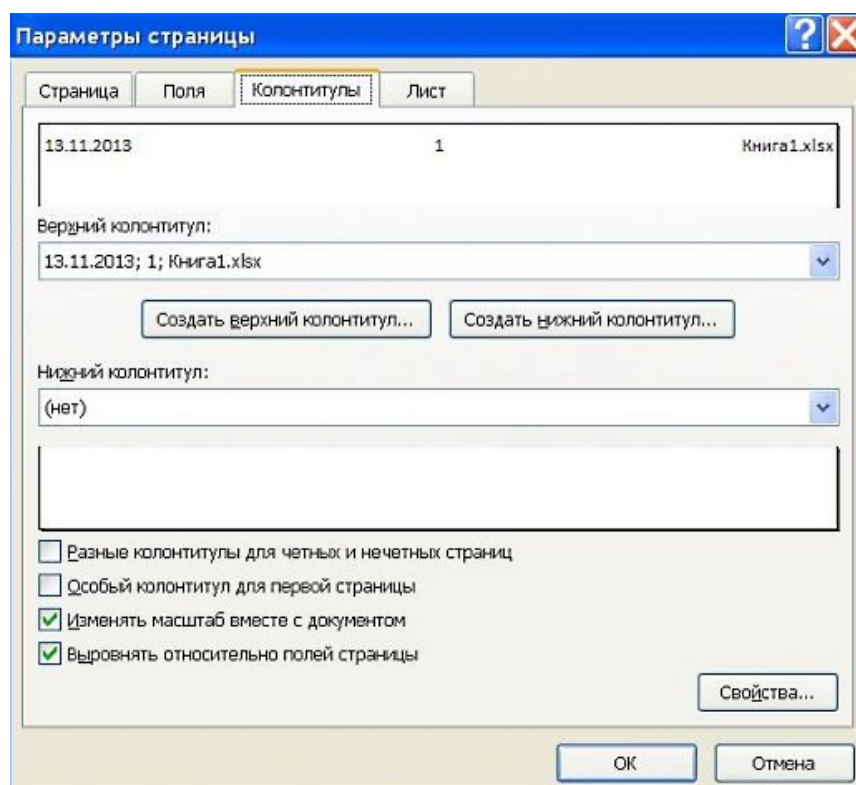 Параметры страницы
Страница Поля Колонтитулы Лист
13.11.2013 1 Книга1.xlsx
Верхний колонтитул:
13.11.2013; 1; Книга1.xlsx
Создать верхний колонтитул... Создать нижний колонтитул...
Нижний колонтитул:
(нет)
Разные колонтитулы для четных и нечетных страниц
Особый колонтитул для первой страницы
Изменять масштаб вместе с документом
Выровнять относительно полей страницы
Свойства...
ОК Отмена